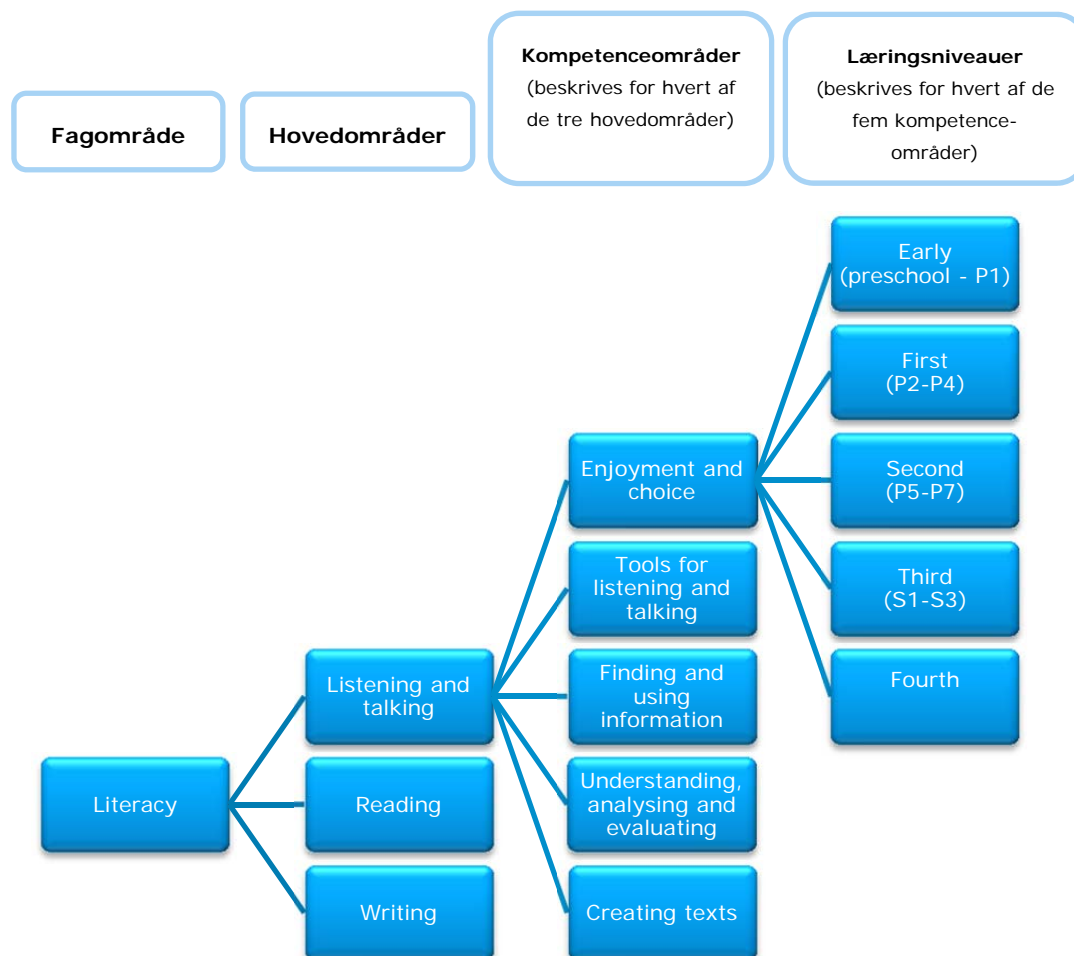 Fagområde
Hovedområder
Kompetenceområder
(beskrives for hvert af
de tre hovedområder)
Læringsniveauer
(beskrives for hvert af de
fem kompetence-
områder)
Early
(preschool - P1)
First
(P2-P4)
Second
(P5-P7)
Third
(S1-S3)
Fourth
Enjoyment and
choice
Tools for
listening and
talking
Finding and
using
information
Understanding,
analysing and
evaluating
Creating texts
Listening and
talking
Reading
Writing
Literacy